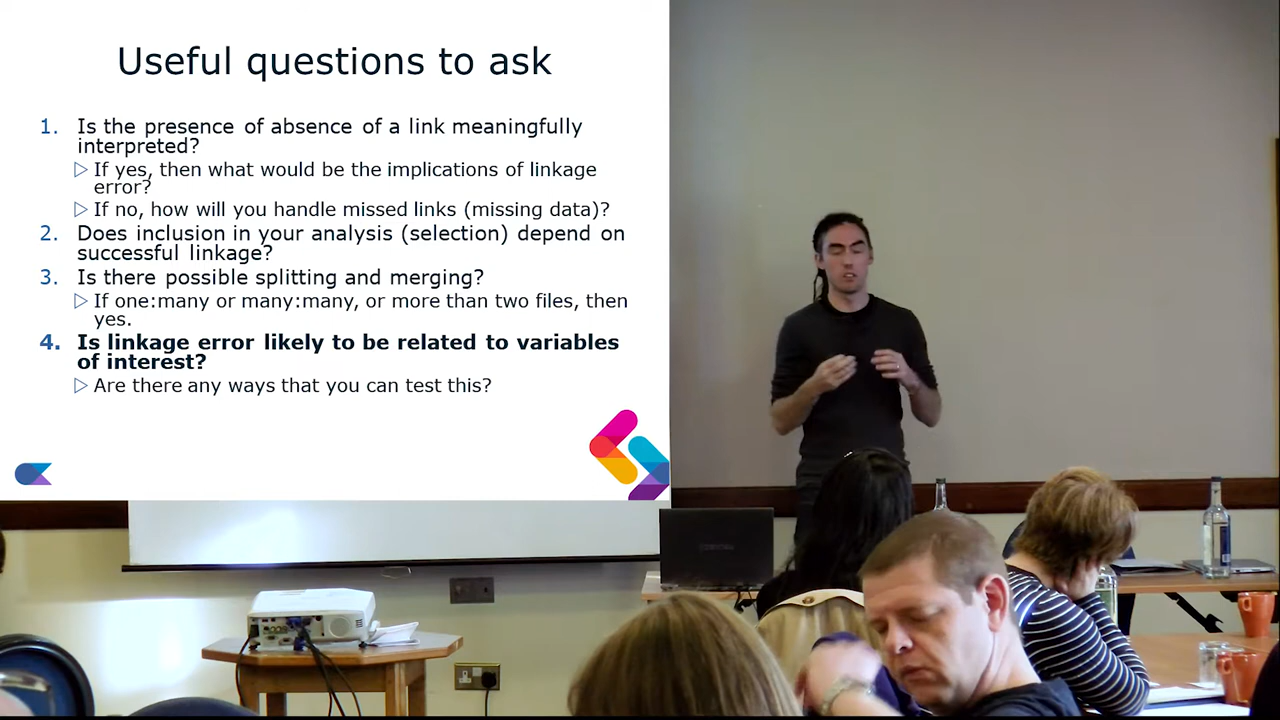 Useful questions to ask
1. Is the presence of absence of a link meaningfully
interpreted?
▷ If yes, then what would be the implications of linkage
error?
▷ If no, how will you handle missed links (missing data)?
2. Does inclusion in your analysis (selection) depend on
successful linkage?
3. Is there possible splitting and merging?
▷ If one:many or many:many, or more than two files, then
yes.
4. Is linkage error likely to be related to variables
of interest?
▷ Are there any ways that you can test this?